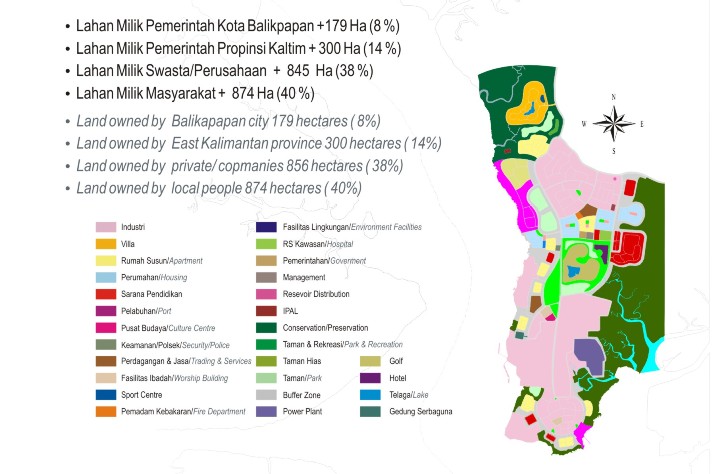 • Lahan Milik Pemerintah Kota Balikpapan +179 Ha (8 %)
• Lahan Milik Pemerintah Propinsi Kaltim + 300 Ha (14 %)
• Lahan Milik Swasta/Perusahaan + 845 Ha (38 %)
• Lahan Milik Masyarakat + 874 Ha (40 %)
• Land owned by Balikapapan city 179 hectares ( 8%)
• Land owned by East Kalimantan province 300 hectares ( 14%)
• Land owned by private/ copmanies 856 hectares ( 38%)
• Land owned by local people 874 hectares ( 40%)
N
W E
S
Industri
Villa
Rumah Susun/Apartment
Perumahan/Housing
Sarana Pendidikan
Pelabuhan/Port
Pusat Budaya/Culture Centre
Keamanan/Polsek/Security/Police
Perdagangan & Jasa/Trading & Services
Fasilitas Ibadah/Worship Building
Sport Centre
Pemadam Kebakaran/Fire Department
Fasilitas Lingkungan/Environment Facilities
RS Kawasan/Hospital
Pemerintahan/Goverment
Management
Resevoir Distribution
IPAL
Conservation/Preservation
Taman & Rekreasi/Park & Recreation
Taman Hias
Taman/Park
Buffer Zone
Power Plant
Golf
Hotel
Telaga/Lake
Gedung Serbaguna